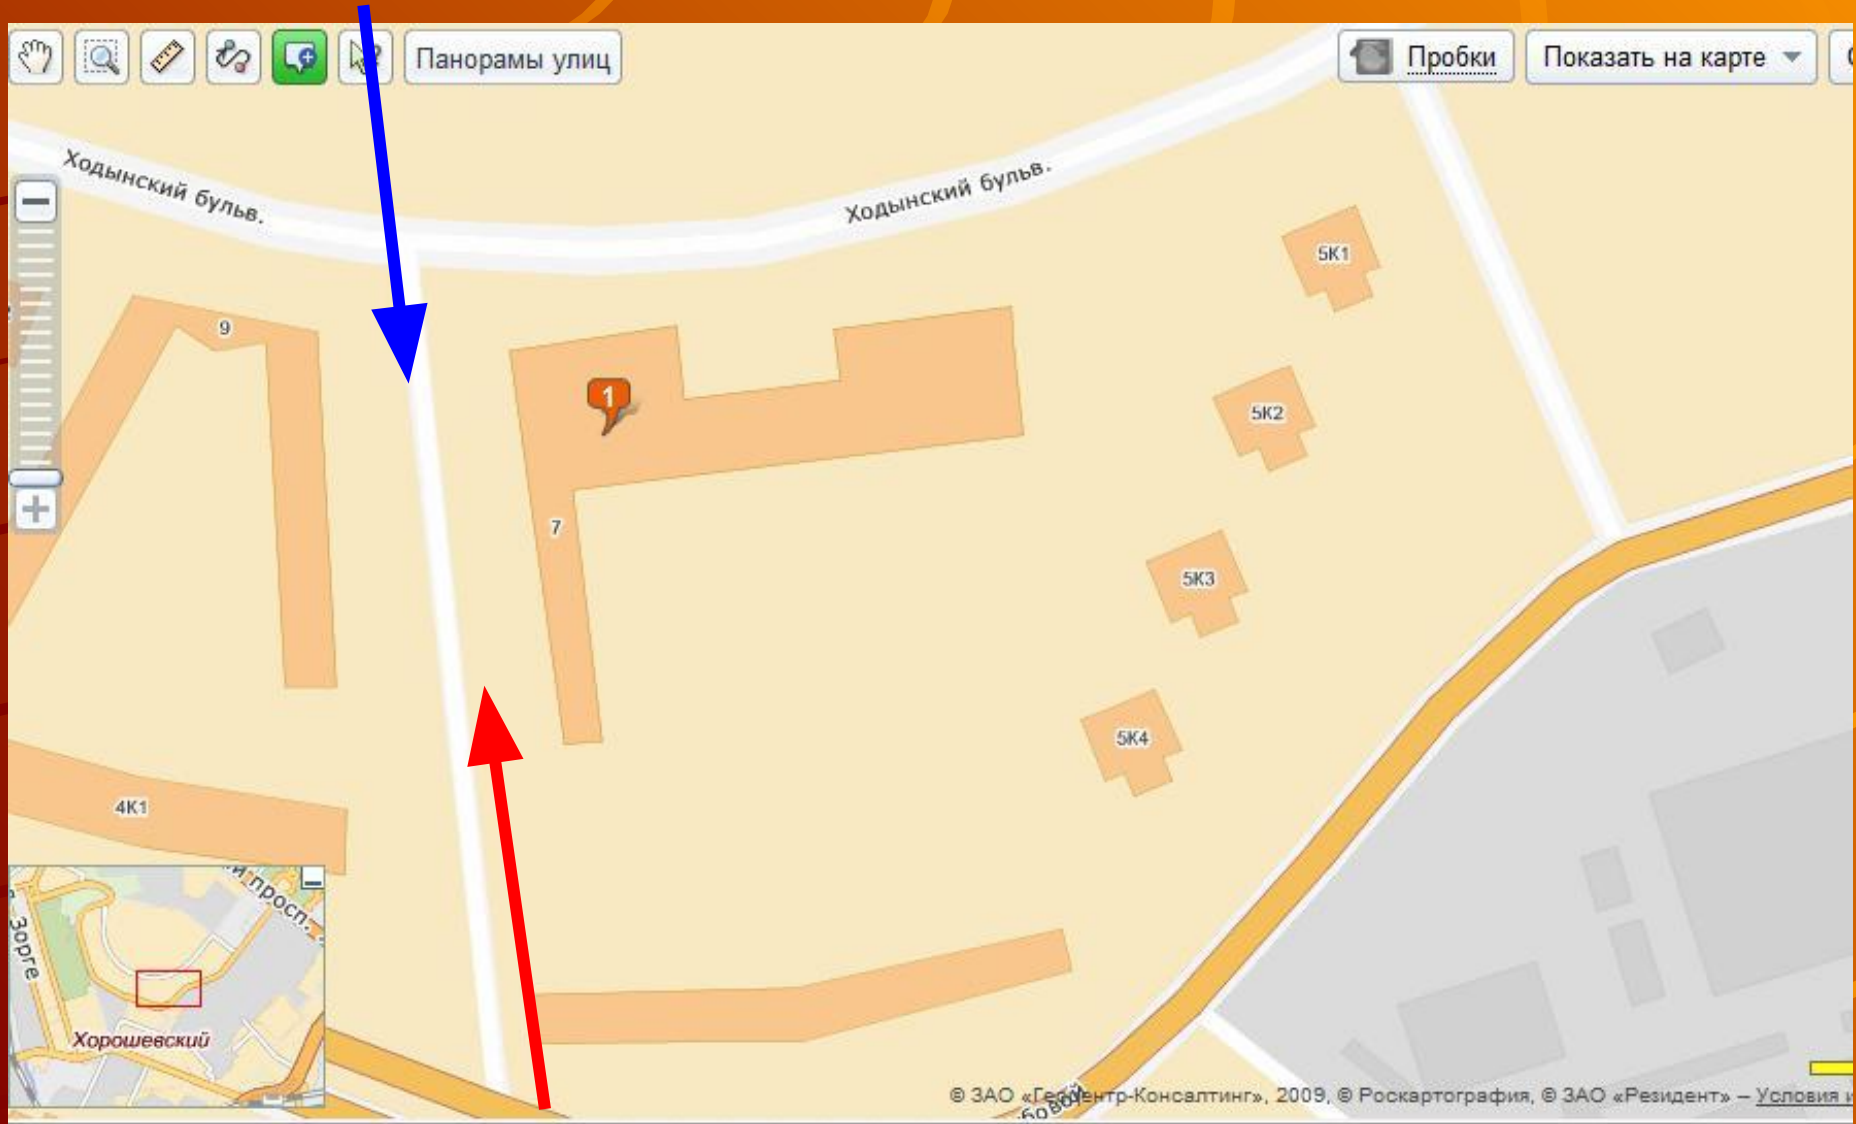 Панорамы улиц
Пробки
Показать на карте
Ходынский бульв.
Ходынский бульв.
5К1
9
1
5К2
7
5К3
5К4
4К1
просп.
Зорге
Хорошевский
© ЗАО «ГеоЦентр-Консалтинг», 2009, © Роскартография, © ЗАО «Резидент» – Условия